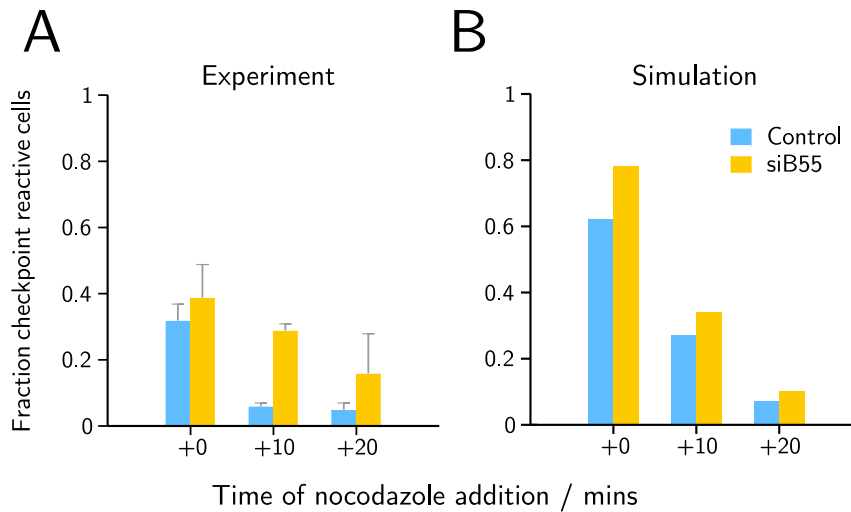 A
B
Experiment
Simulation
Fraction checkpoint reactive cells
1
0.8
0.6
0.4
0.2
0
+0
+10
+20
1
0.8
0.6
0.4
0.2
0
+0
+10
+20
Control
siB55
Time of nocodazole addition / mins